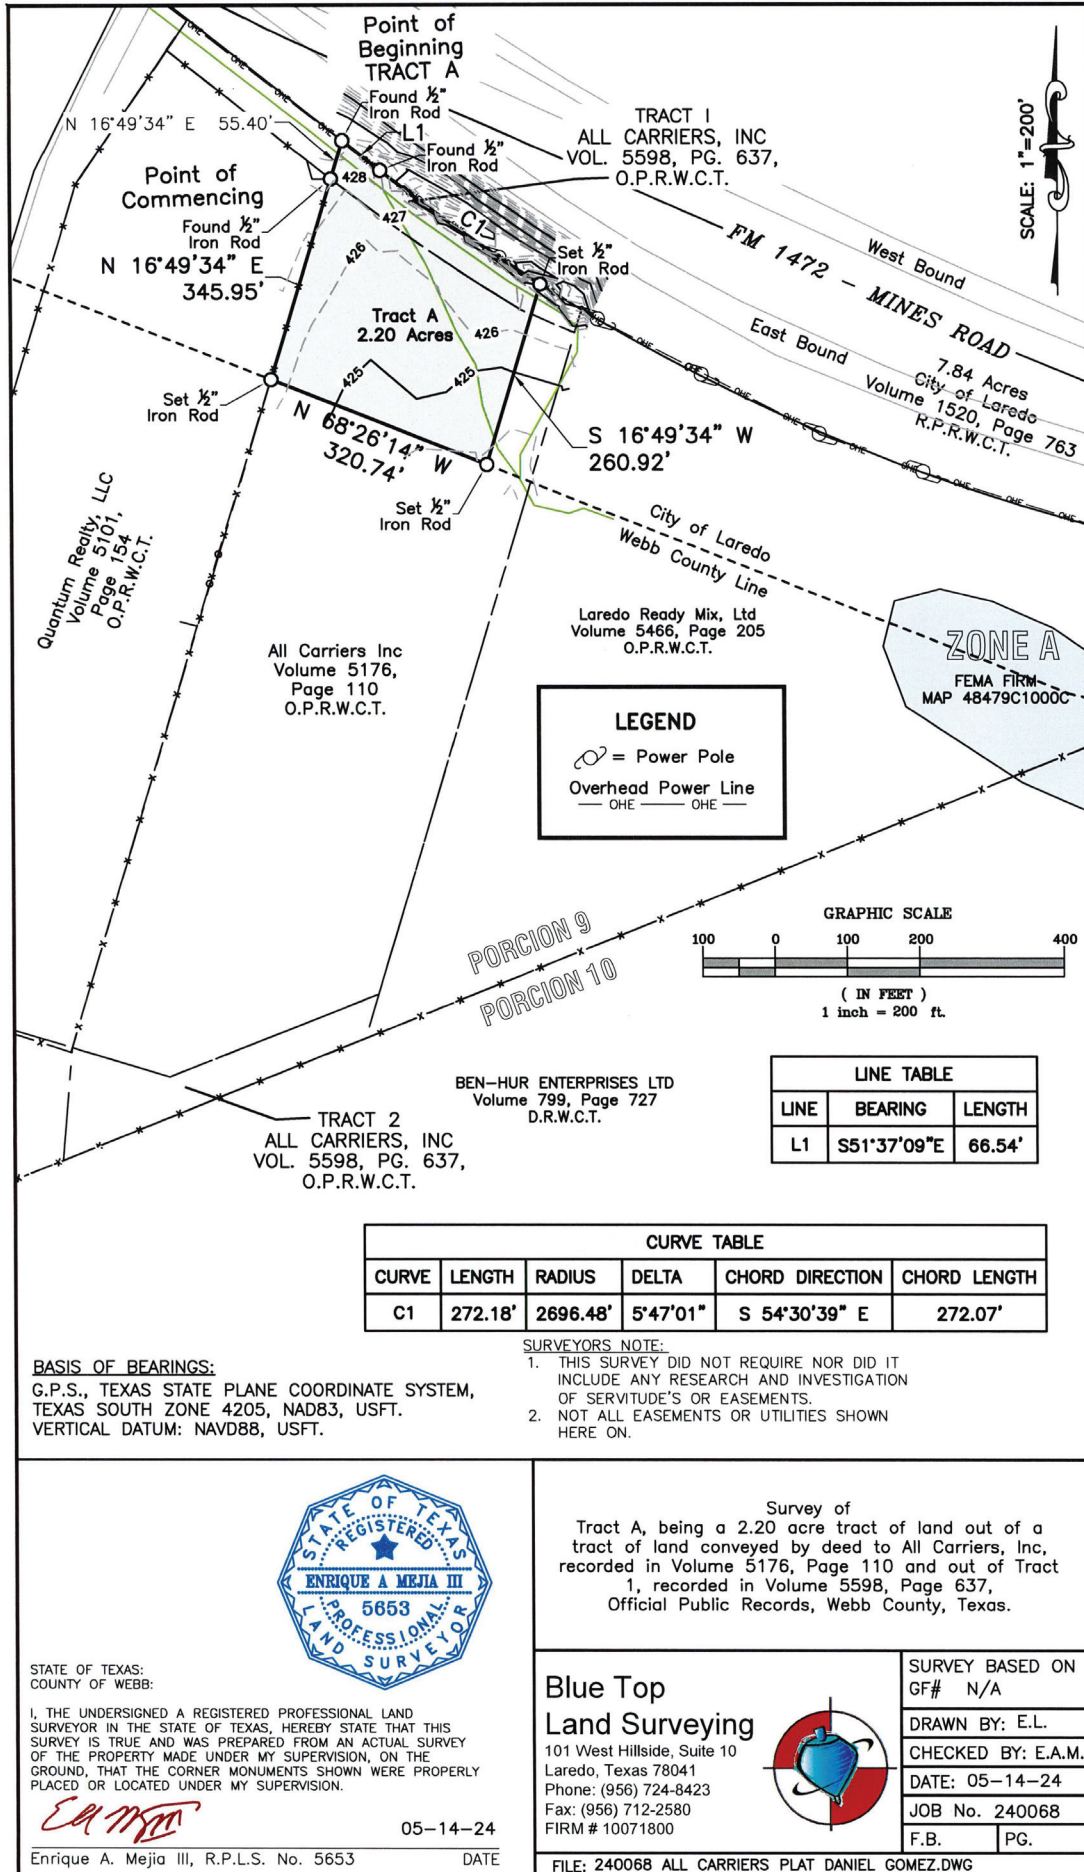 Point of
Beginning
TRACT A
Found ½"
Iron Rod
N 16°49'34" E 55.40'
L1
Found ½"
Iron Rod
TRACT 1
ALL CARRIERS, INC
VOL. 5598, PG. 637,
O.P.R.W.C.T.
SCALE: 1"=200'
Point of
Commencing
Found ½"
Iron Rod
428
427
426
C1
Set ½"
Iron Rod
N 16°49'34" E
345.95'
Tract A
2.20 Acres
426
425
425
West Bound
FM 1472 - MINES ROAD
East Bound
7.84 Acres
City of Laredo
Volume 1520, Page 763
R.P.R.W.C.T.
OHE OHE OHE OHE OHE OHE OHE OHE OHE OHE
Set ½"
Iron Rod
N 68°26'14" W
320.74'
S 16°49'34" W
260.92'
Set ½"
Iron Rod
City of Laredo
Webb County Line
Quantum Realty, LLC
Volume 5101,
Page 154
O.P.R.W.C.T.
All Carriers Inc
Volume 5176,
Page 110
O.P.R.W.C.T.
Laredo Ready Mix, Ltd
Volume 5466, Page 205
O.P.R.W.C.T.
ZONE A
FEMA FIRM
MAP 48479C1000C
LEGEND
= Power Pole
Overhead Power Line
OHE OHE
PORCION 9
PORCION 10
GRAPHIC SCALE
100 0 100 200 400
( IN FEET )
1 inch = 200 ft.
BEN-HUR ENTERPRISES LTD
Volume 799, Page 727
D.R.W.C.T.
TRACT 2
ALL CARRIERS, INC
VOL. 5598, PG. 637,
O.P.R.W.C.T.
LINE TABLE
LINE BEARING LENGTH
L1 S51°37'09"E 66.54'
CURVE TABLE
CURVE LENGTH RADIUS DELTA CHORD DIRECTION CHORD LENGTH
C1 272.18' 2696.48' 5°47'01" S 54°30'39" E 272.07'
BASIS OF BEARINGS:
G.P.S., TEXAS STATE PLANE COORDINATE SYSTEM,
TEXAS SOUTH ZONE 4205, NAD83, USFT.
VERTICAL DATUM: NAVD88, USFT.
SURVEYORS NOTE:
1. THIS SURVEY DID NOT REQUIRE NOR DID IT
INCLUDE ANY RESEARCH AND INVESTIGATION
OF SERVITUDE'S OR EASEMENTS.
2. NOT ALL EASEMENTS OR UTILITIES SHOWN
HERE ON.
STATE OF TEXAS
REGISTERED
ENRIQUE A MEJIA III
5653
PROFESSIONAL
LAND SURVEYOR
STATE OF TEXAS:
COUNTY OF WEBB:
I, THE UNDERSIGNED A REGISTERED PROFESSIONAL LAND
SURVEYOR IN THE STATE OF TEXAS, HEREBY STATE THAT THIS
SURVEY IS TRUE AND WAS PREPARED FROM AN ACTUAL SURVEY
OF THE PROPERTY MADE UNDER MY SUPERVISION, ON THE
GROUND, THAT THE CORNER MONUMENTS SHOWN WERE PROPERLY
PLACED OR LOCATED UNDER MY SUPERVISION.
05-14-24
Enrique A. Mejia III, R.P.L.S. No. 5653 DATE
Survey of
Tract A, being a 2.20 acre tract of land out of a
tract of land conveyed by deed to All Carriers, Inc,
recorded in Volume 5176, Page 110 and out of Tract
1, recorded in Volume 5598, Page 637,
Official Public Records, Webb County, Texas.
Blue Top
Land Surveying
101 West Hillside, Suite 10
Laredo, Texas 78041
Phone: (956) 724-8423
Fax: (956) 712-2580
FIRM # 10071800
SURVEY BASED ON
GF# N/A
DRAWN BY: E.L.
CHECKED BY: E.A.M.
DATE: 05-14-24
JOB No. 240068
F.B. PG.
FILE: 240068 ALL CARRIERS PLAT DANIEL GOMEZ.DWG